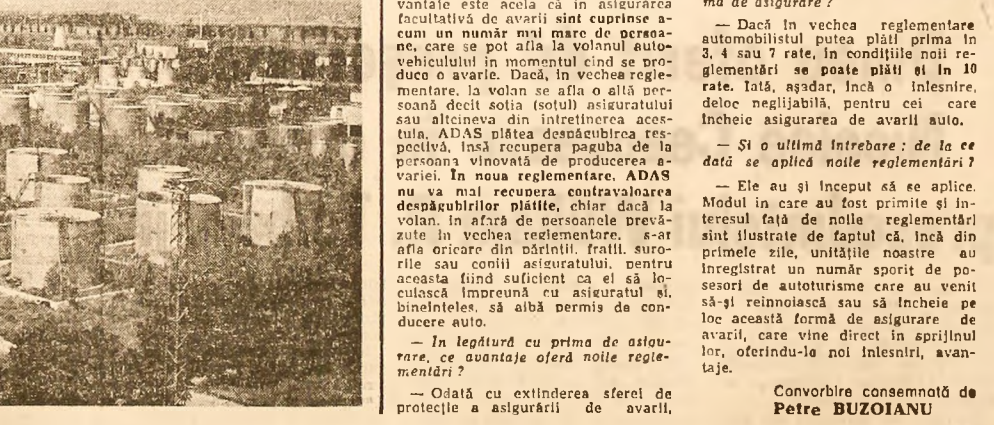 vantaje este acela că în asigurarea
facultativă de avarii sînt cuprinse a-
cum un număr mai mare de persoa-
ne, care se pot afla la volanul auto-
vehiculului în momentul cînd se pro-
duce o avarie. Dacă, în vechea regle-
mentare, la volan se afla o altă per-
soană decît soția (soțul) asiguratului
sau altcineva din întreținerea aces-
tuia, ADAS plătea despăgubirea res-
pectivă, însă recupera paguba de la
persoana vinovată de producerea a-
variei. În noua reglementare, ADAS
nu va mai recupera contravaloarea
despăgubirilor plătite, chiar dacă la
volan, în afară de persoanele prevă-
zute în vechea reglementare, s-ar
afla oricare din părinții, frații, suro-
rile sau copiii asiguratului, pentru
aceasta fiind suficient ca el să lo-
cuiască împreună cu asiguratul și,
bineînțeles, să aibă permis de con-
ducere auto.
— În legătură cu prima de asigu-
rare, ce avantaje oferă noile regle-
mentări ?
— Odată cu extinderea sferei de
protecție a asigurării de avarii,
ma de asigurare ?
— Dacă în vechea reglementare
automobilistul putea plăti prima în
3, 4 sau 7 rate, în condițiile noii re-
glementări se poate plăti și în 10
rate. Iată, așadar, încă o înlesnire,
deloc neglijabilă, pentru cei care
încheie asigurarea de avarii auto.
— Și o ultimă întrebare : de la ce
dată se aplică noile reglementări ?
— Ele au și început să se aplice.
Modul în care au fost primite și in-
teresul față de noile reglementări
sînt ilustrate de faptul că, încă din
primele zile, unitățile noastre au
înregistrat un număr sporit de po-
sesori de autoturisme care au venit
să-și reînnoiască sau să încheie pe
loc această formă de asigurare de
avarii, care vine direct în sprijinul
lor, oferindu-le noi înlesniri, avan-
taje.
Convorbire consemnată de
Petre BUZOIANU